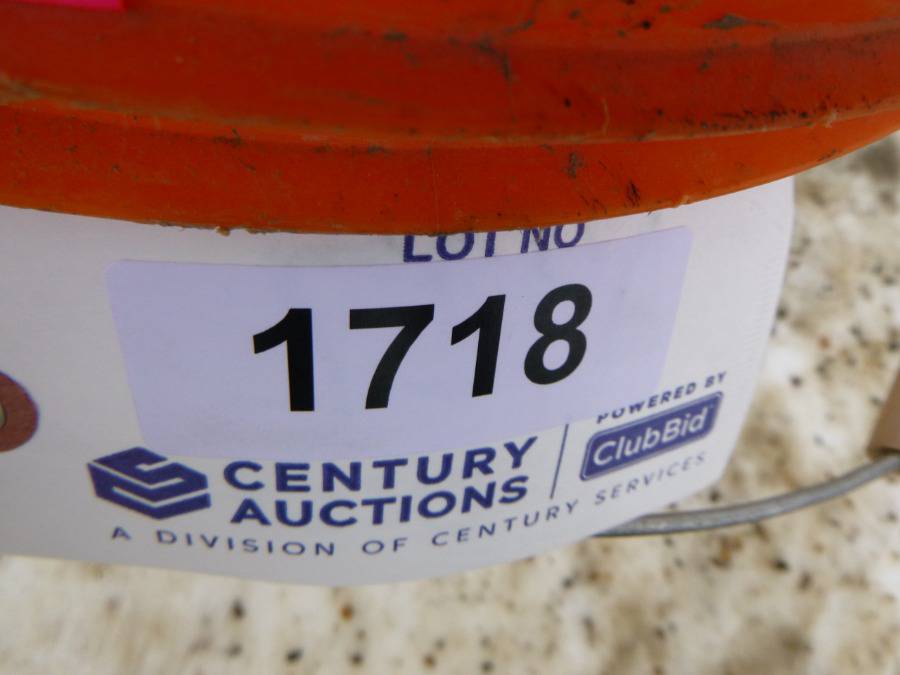 LOT NO
1718
POWERED BY
ClubBid
CENTURY
AUCTIONS
A DIVISION OF CENTURY SERVICES